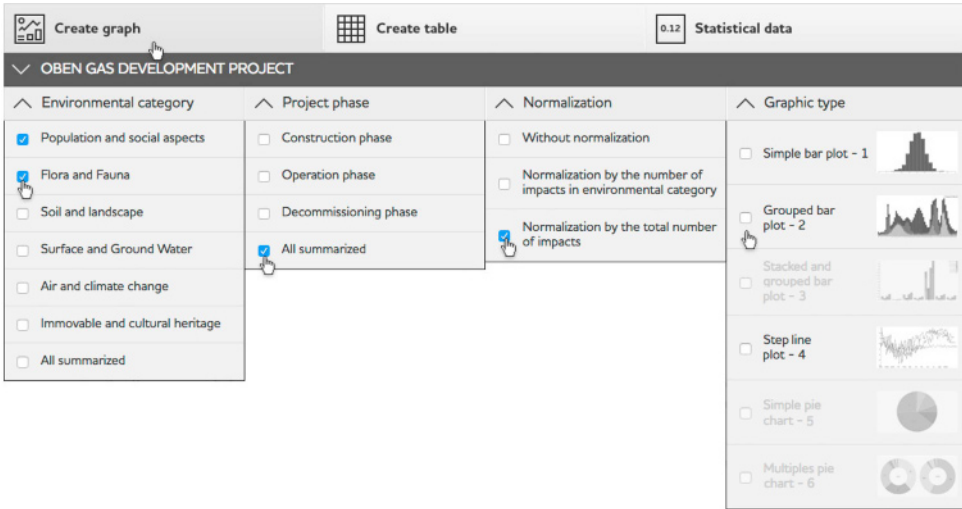 Create graph
Create table
0.12 Statistical data
OBEN GAS DEVELOPMENT PROJECT
Environmental category
Population and social aspects
Flora and Fauna
Soil and landscape
Surface and Ground Water
Air and climate change
Immovable and cultural heritage
All summarized
Project phase
Construction phase
Operation phase
Decommissioning phase
All summarized
Normalization
Without normalization
Normalization by the number of
impacts in environmental category
Normalization by the total number
of impacts
Graphic type
Simple bar plot - 1
Grouped bar
plot - 2
Stacked and
grouped bar
plot - 3
Step line
plot - 4
Simple pie
chart - 5
Multiples pie
chart - 6